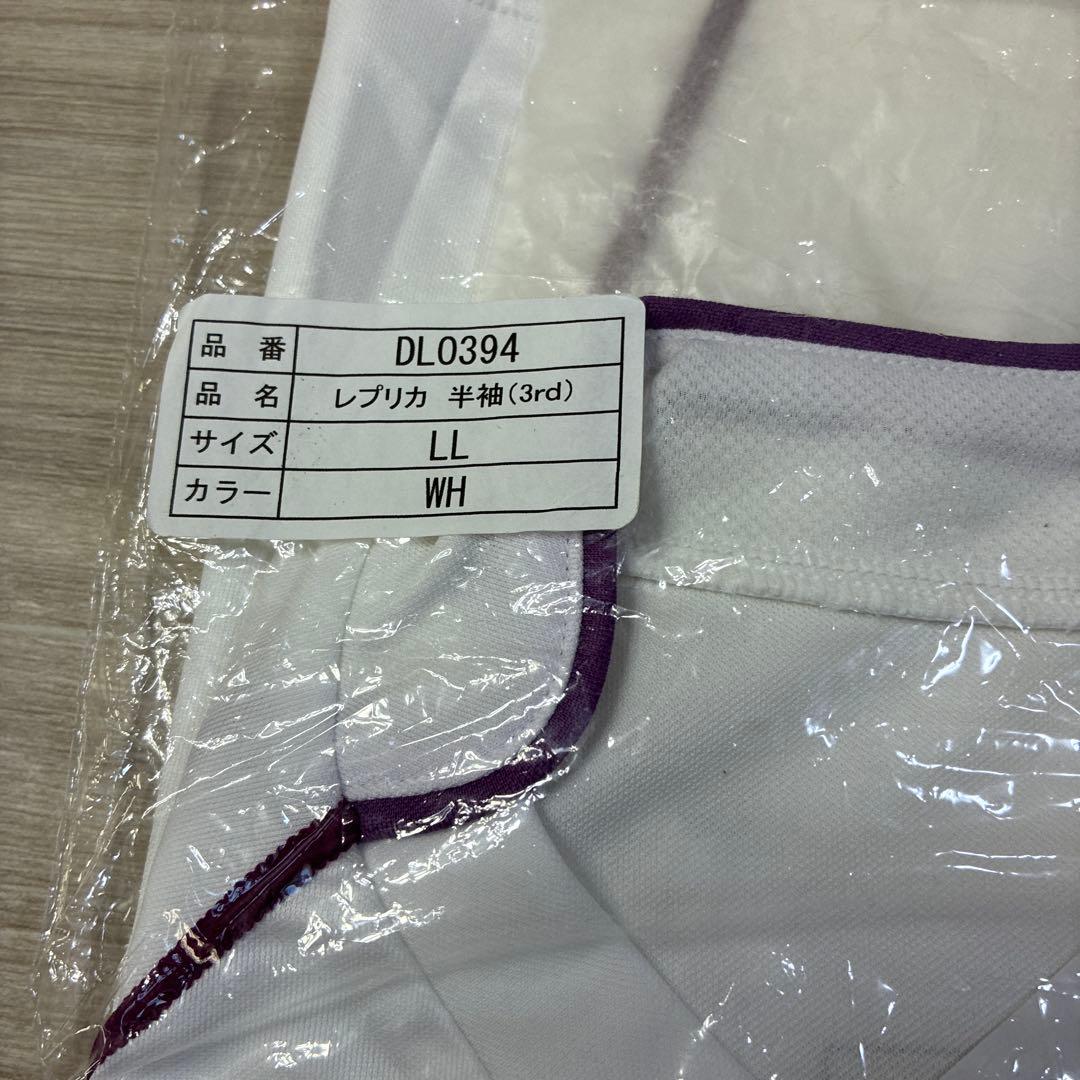 品 番 DL0394
品 名 レプリカ 半袖(3rd)
サイズ LL
カラー WH